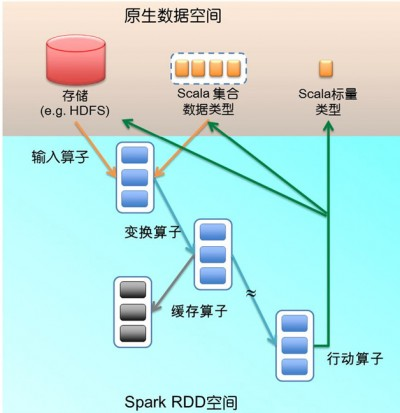 原生数据空间
存储
(e.g. HDFS)
Scala 集合
数据类型
Scala标量
类型
输入算子
变换算子
缓存算子
≈
行动算子
Spark RDD空间